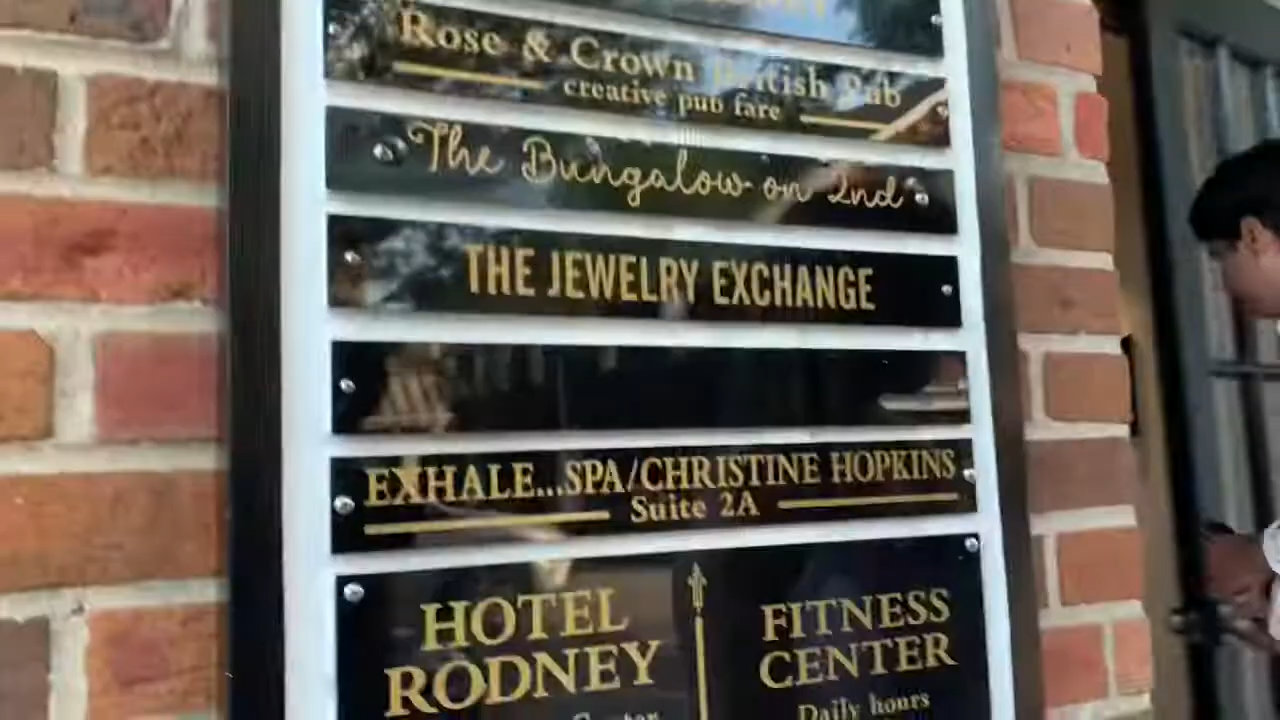 Rose & Crown British Pub
creative pub fare
The Bungalow on 2nd
THE JEWELRY EXCHANGE
EXHALE...SPA/CHRISTINE HOPKINS
Suite 2A
HOTEL
RODNEY
Center
FITNESS
CENTER
Daily hours